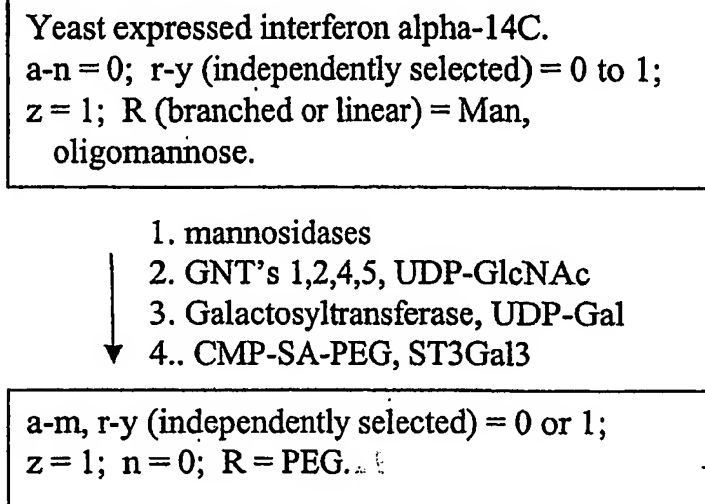 Yeast expressed interferon alpha-14C.
a-n = 0; r-y (independently selected) = 0 to 1;
z = 1; R (branched or linear) = Man,
oligomannose.
1. mannosidases
2. GNT's 1,2,4,5, UDP-GlcNAc
3. Galactosyltransferase, UDP-Gal
4.. CMP-SA-PEG, ST3Gal3
a-m, r-y (independently selected) = 0 or 1;
z = 1; n = 0; R = PEG.